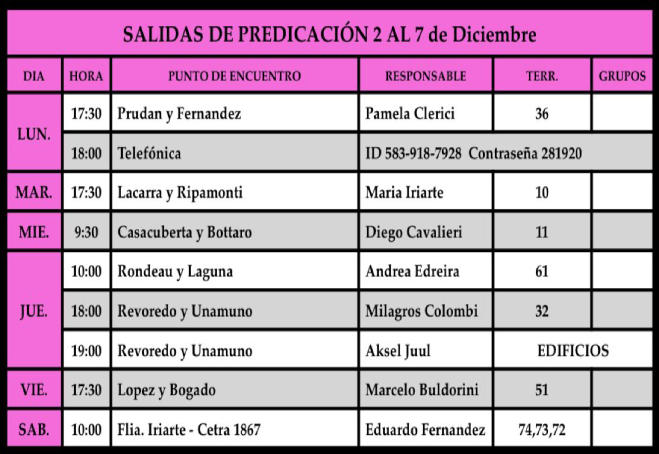 SALIDAS DE PREDICACIÓN 2 AL 7 de Diciembre
DIA HORA PUNTO DE ENCUENTRO RESPONSABLE TERR. GRUPOS
LUN. 17:30 Prudan y Fernandez Pamela Clerici 36
18:00 Telefónica ID 583-918-7928 Contraseña 281920
MAR. 17:30 Lacarra y Ripamonti Maria Iriarte 10
MIE. 9:30 Casacuberta y Bottaro Diego Cavalieri 11
JUE. 10:00 Rondeau y Laguna Andrea Edreira 61
18:00 Revoredo y Unamuno Milagros Colombi 32
19:00 Revoredo y Unamuno Aksel Juul EDIFICIOS
VIE. 17:30 Lopez y Bogado Marcelo Buldorini 51
SAB. 10:00 Flia. Iriarte - Cetra 1867 Eduardo Fernandez 74,73,72